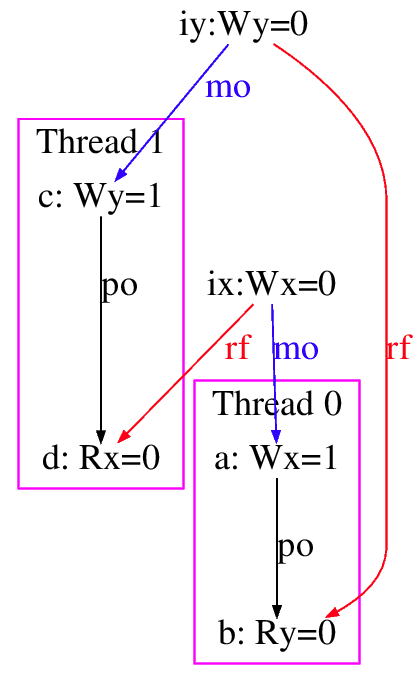 iy:Wy=0
mo
Thread 1
c: Wy=1
po
ix:Wx=0
rf
mo
rf
Thread 0
d: Rx=0
a: Wx=1
po
b: Ry=0